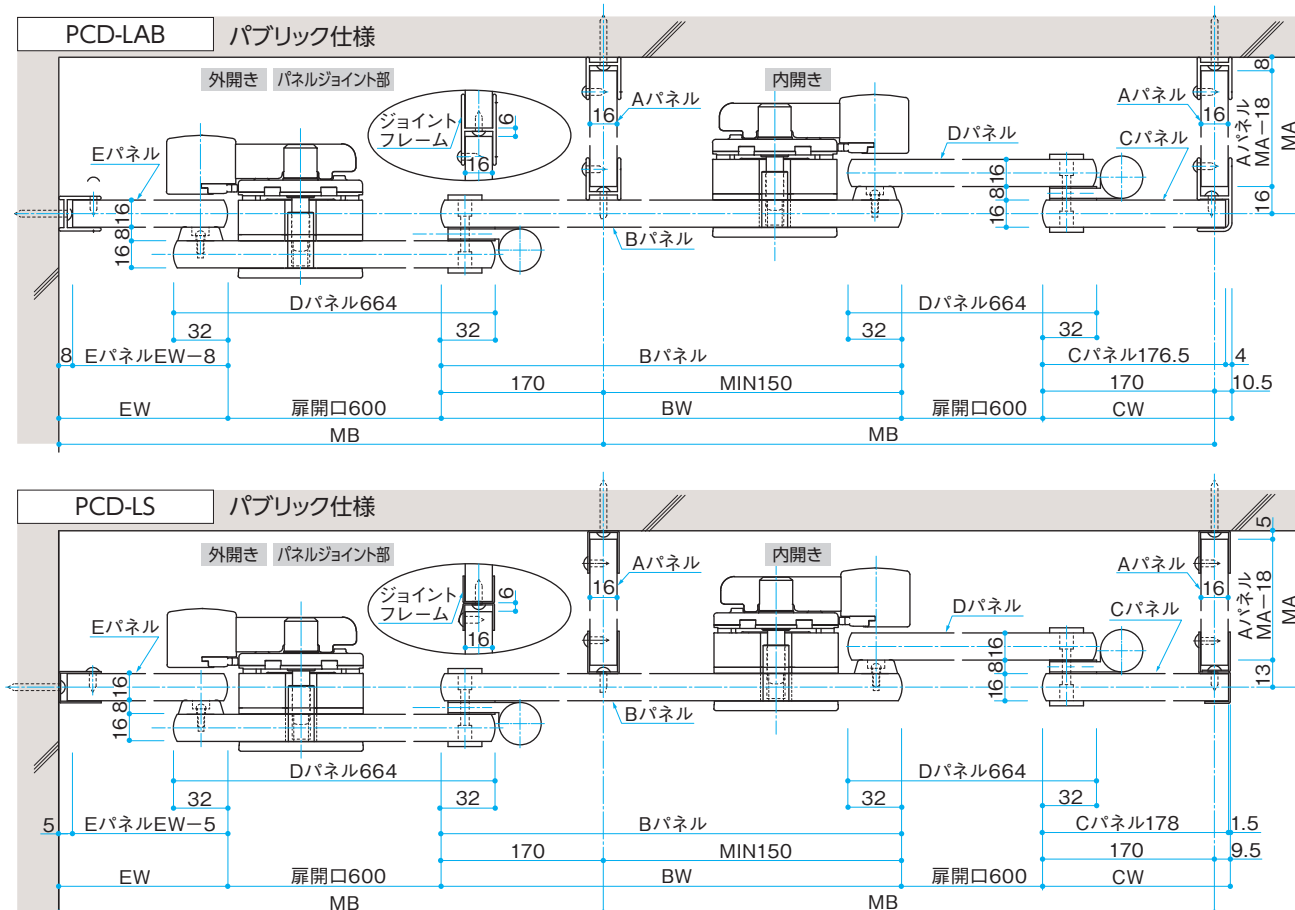 PCD-LAB パブリック仕様
外開き パネルジョイント部 内開き
ジョイント
フレーム
6
16
16
Aパネル
Aパネル
16
8
Aパネル
MA-18
MA
16
Eパネル
Dパネル
Cパネル
Bパネル
16
8
16
16
8
16
Dパネル664
Dパネル664
32
32
32
32
8
EパネルEW-8
Bパネル
Cパネル176.5
4
170
MIN150
170
10.5
EW
扉開口600
BW
扉開口600
CW
MB
MB
PCD-LS パブリック仕様
外開き パネルジョイント部 内開き
ジョイント
フレーム
6
16
16
Aパネル
Aパネル
16
5
Aパネル
MA-18
MA
13
Eパネル
Dパネル
Cパネル
Bパネル
16
8
16
16
8
16
Dパネル664
Dパネル664
32
32
32
32
5
EパネルEW-5
Bパネル
Cパネル178
1.5
170
MIN150
170
9.5
EW
扉開口600
BW
扉開口600
CW
MB
MB